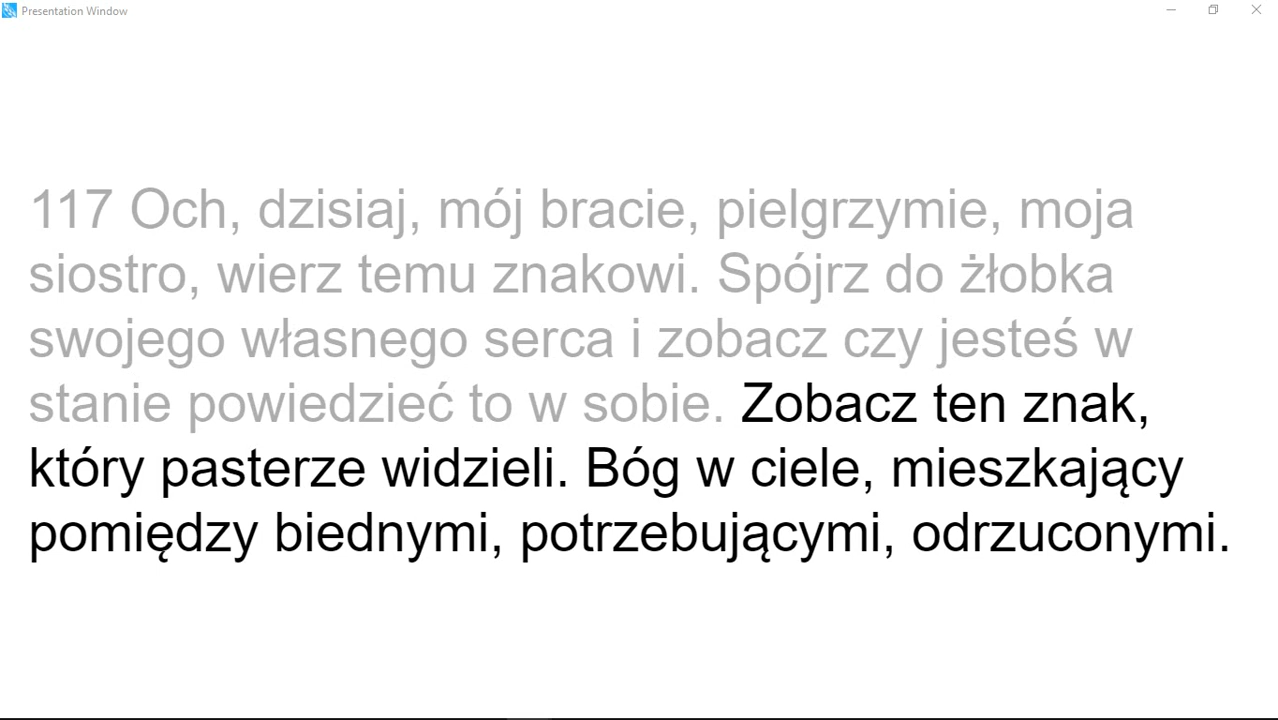 Presentation Window
117 Och, dzisiaj, mój bracie, pielgrzymie, moja
siostro, wierz temu znakowi. Spójrz do żłobka
swojego własnego serca i zobacz czy jesteś w
stanie powiedzieć to w sobie. Zobacz ten znak,
który pasterze widzieli. Bóg w ciele, mieszkający
pomiędzy biednymi, potrzebującymi, odrzuconymi.